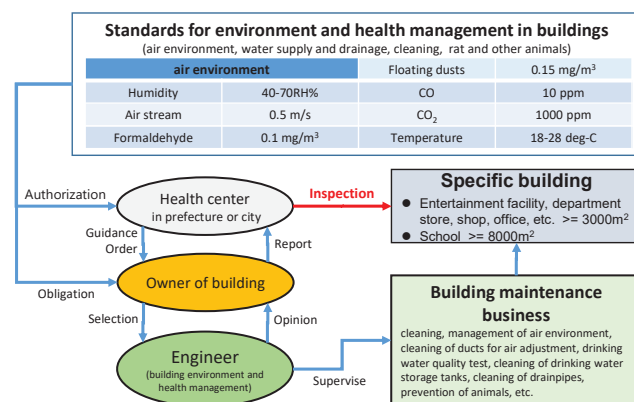 Standards for environment and health management in buildings
(air environment, water supply and drainage, cleaning, rat and other animals)
air environment Floating dusts 0.15 mg/m³
Humidity 40-70RH% CO 10 ppm
Air stream 0.5 m/s CO₂ 1000 ppm
Formaldehyde 0.1 mg/m³ Temperature 18-28 deg-C
Authorization
Health center
in prefecture or city
Inspection
Specific building
● Entertainment facility, department
store, shop, office, etc. >= 3000m²
● School >= 8000m²
Guidance
Order
Report
Owner of building
Obligation
Selection
Opinion
Engineer
(building environment and
health management)
Supervise
Building maintenance
business
cleaning, management of air environment,
cleaning of ducts for air adjustment, drinking
water quality test, cleaning of drinking water
storage tanks, cleaning of drainpipes,
prevention of animals, etc.